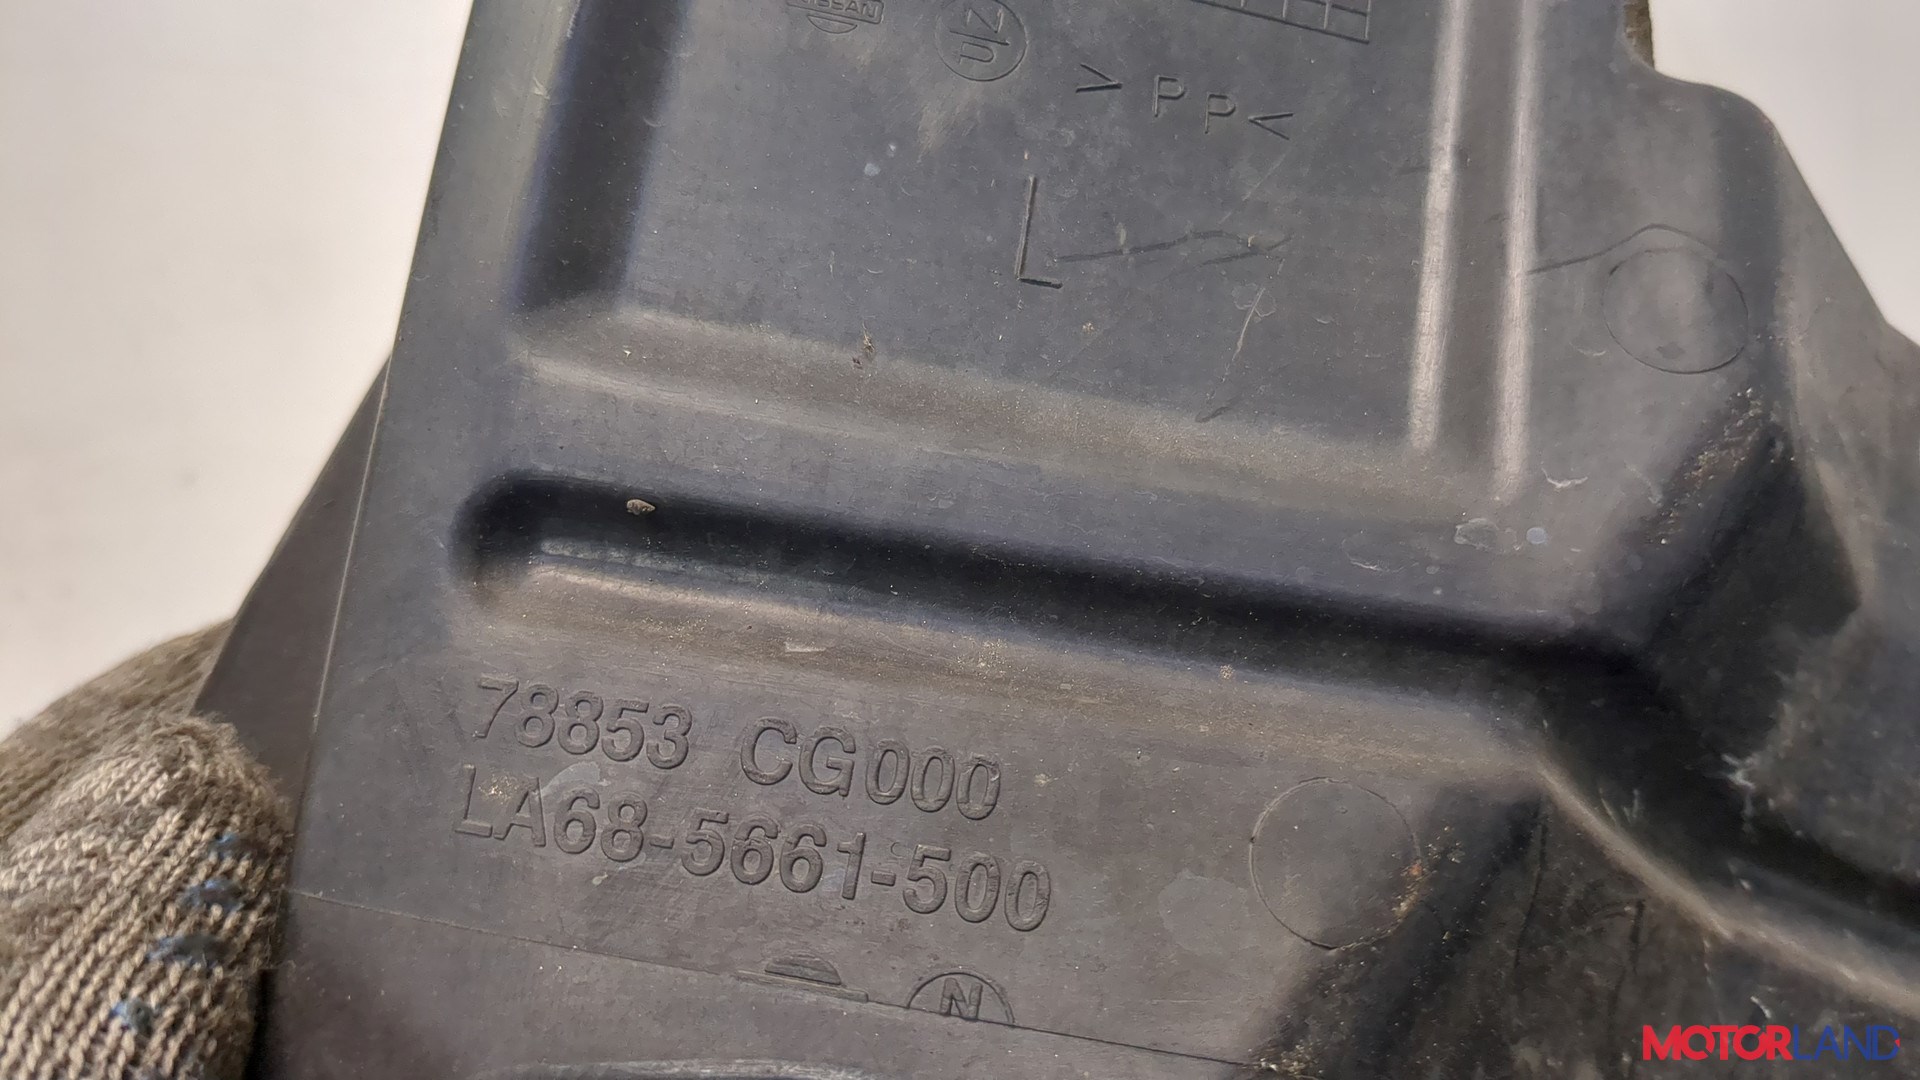 NISSAN
>PP<
L
78853 CG000
LA68-5661-500
N
MOTORLAND